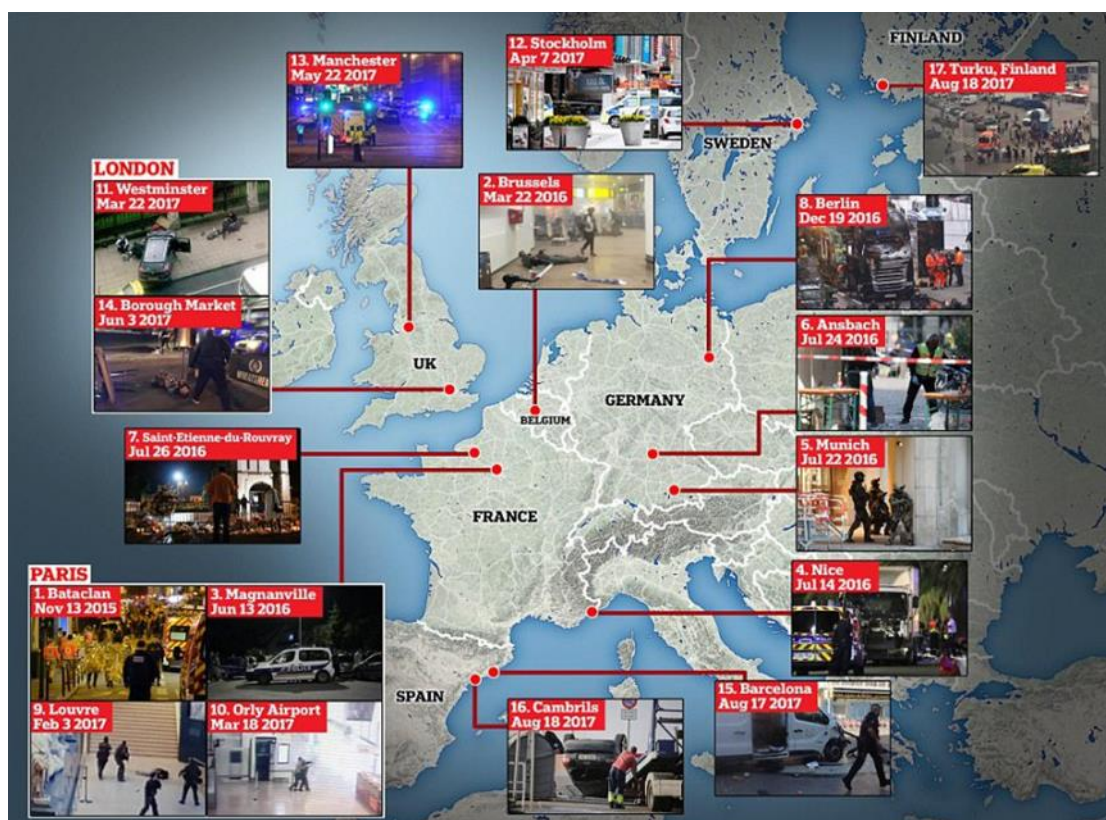 FINLAND
12. Stockholm
Apr 7 2017
13. Manchester
May 22 2017
17. Turku, Finland
Aug 18 2017
SWEDEN
LONDON
11. Westminster
Mar 22 2017
2. Brussels
Mar 22 2016
8. Berlin
Dec 19 2016
14. Borough Market
Jun 3 2017
6. Ansbach
Jul 24 2016
UK
GERMANY
BELGIUM
7. Saint-Etienne-du-Rouvray
Jul 26 2016
5. Munich
Jul 22 2016
FRANCE
PARIS
1. Bataclan
Nov 13 2015
3. Magnanville
Jun 13 2016
4. Nice
Jul 14 2016
SPAIN
9. Louvre
Feb 3 2017
10. Orly Airport
Mar 18 2017
16. Cambrils
Aug 18 2017
15. Barcelona
Aug 17 2017